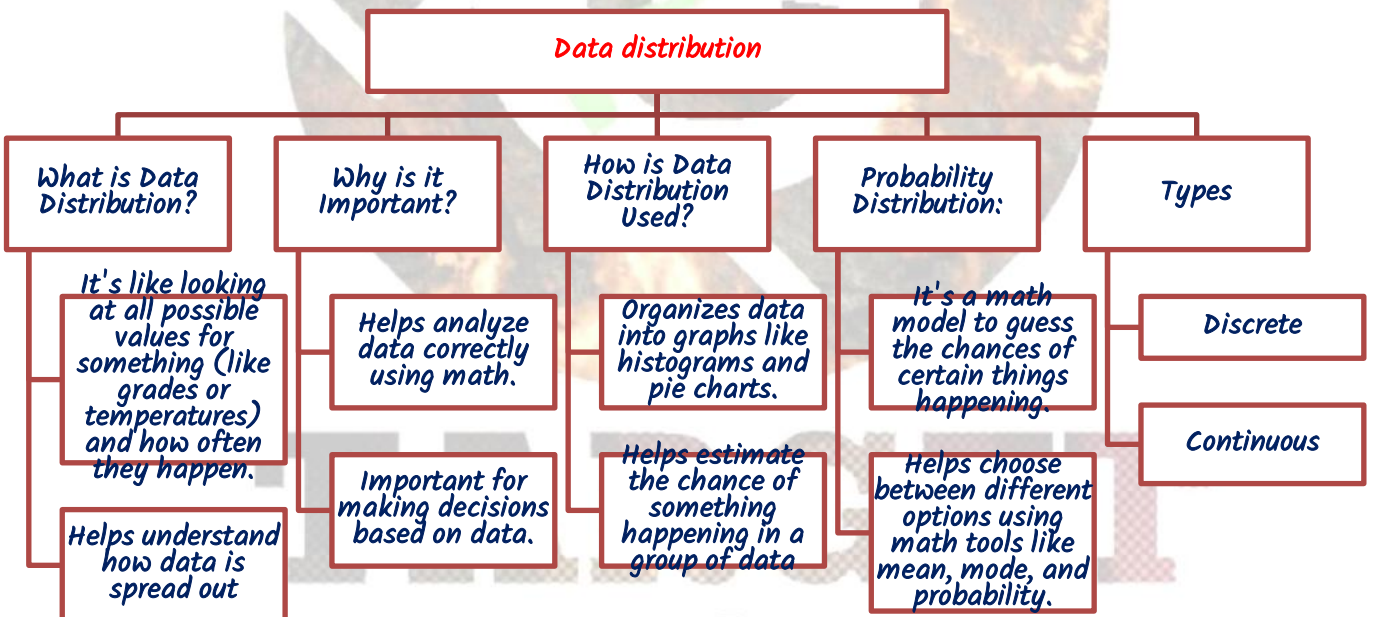 Data distribution
What is Data
Distribution?
It's like looking
at all possible
values for
something (like
grades or
temperatures)
and how often
they happen.
Helps understand
how data is
spread out
Why is it
Important?
Helps analyze
data correctly
using math.
Important for
making decisions
based on data.
How is Data
Distribution
Used?
Organizes data
into graphs like
histograms and
pie charts.
Helps estimate
the chance of
something
happening in a
group of data
Probability
Distribution:
It's a math
model to guess
the chances of
certain things
happening.
Helps choose
between different
options using
math tools like
mean, mode, and
probability.
Types
Discrete
Continuous